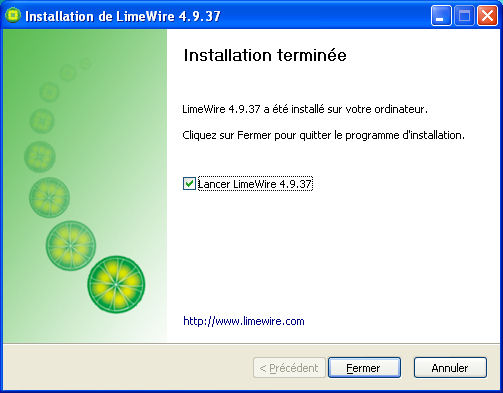 Installation de LimeWire 4.9.37
Installation terminée
LimeWire 4.9.37 a été installé sur votre ordinateur.
Cliquez sur Fermer pour quitter le programme d'installation.
Lancer LimeWire 4.9.37
http://www.limewire.com
< Précédent
Fermer
Annuler